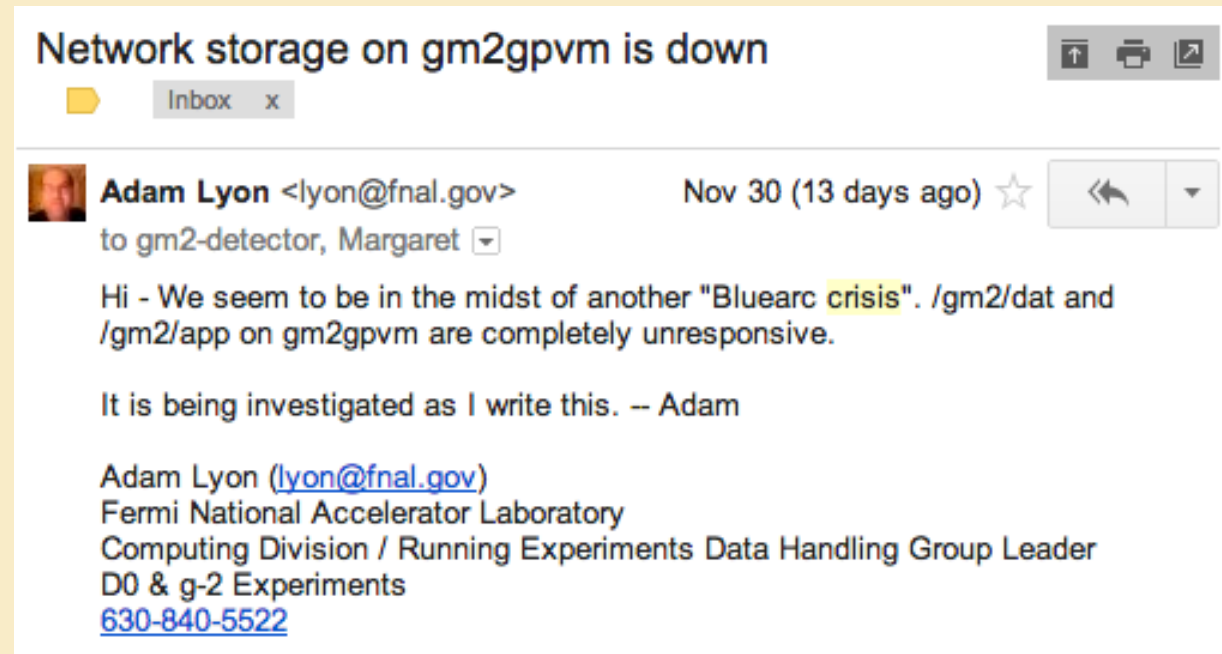 Network storage on gm2gpvm is down
Inbox x
Adam Lyon <lyon@fnal.gov> Nov 30 (13 days ago)
to gm2-detector, Margaret
Hi - We seem to be in the midst of another "Bluearc crisis". /gm2/dat and
/gm2/app on gm2gpvm are completely unresponsive.
It is being investigated as I write this. -- Adam
Adam Lyon (lyon@fnal.gov)
Fermi National Accelerator Laboratory
Computing Division / Running Experiments Data Handling Group Leader
D0 & g-2 Experiments
630-840-5522